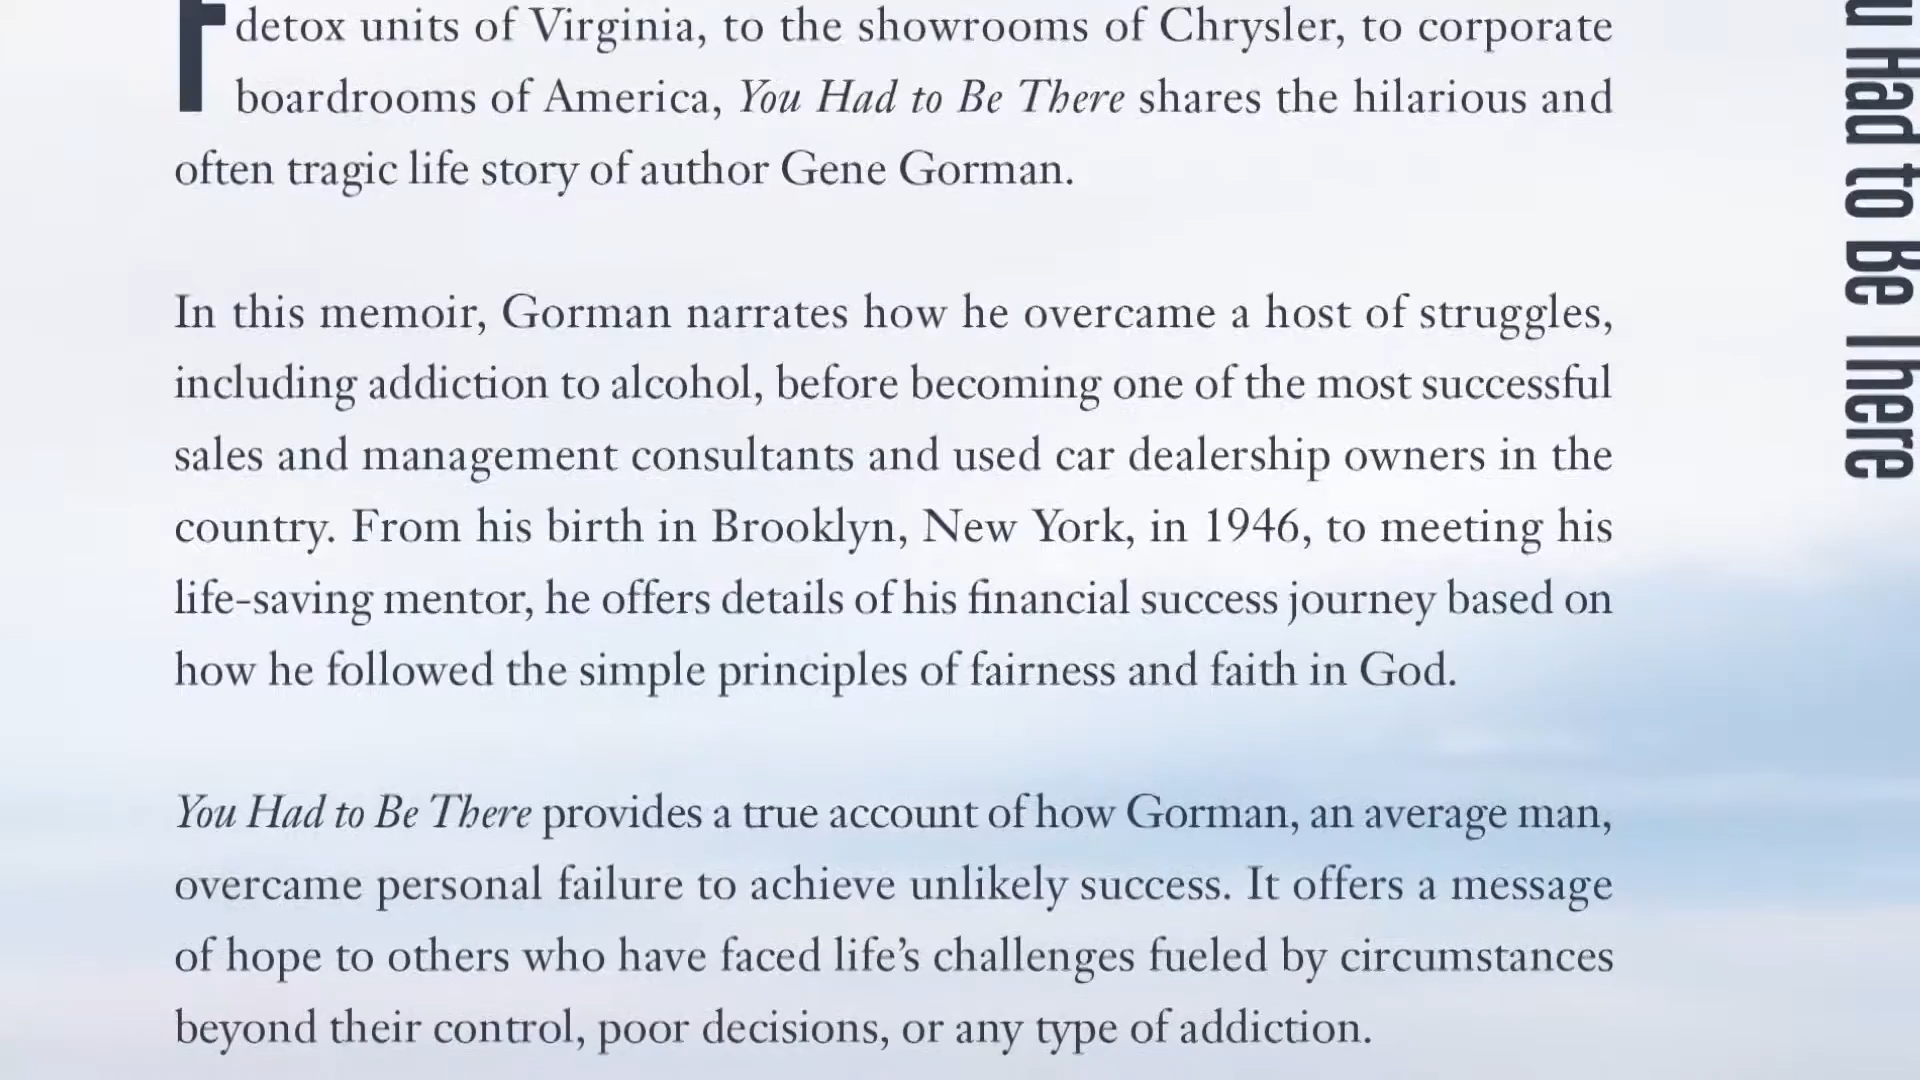 detox units of Virginia, to the showrooms of Chrysler, to corporate
boardrooms of America, You Had to Be There shares the hilarious and
often tragic life story of author Gene Gorman.
In this memoir, Gorman narrates how he overcame a host of struggles,
including addiction to alcohol, before becoming one of the most successful
sales and management consultants and used car dealership owners in the
country. From his birth in Brooklyn, New York, in 1946, to meeting his
life-saving mentor, he offers details of his financial success journey based on
how he followed the simple principles of fairness and faith in God.
You Had to Be There provides a true account of how Gorman, an average man,
overcame personal failure to achieve unlikely success. It offers a message
of hope to others who have faced life’s challenges fueled by circumstances
beyond their control, poor decisions, or any type of addiction.
Had to Be There